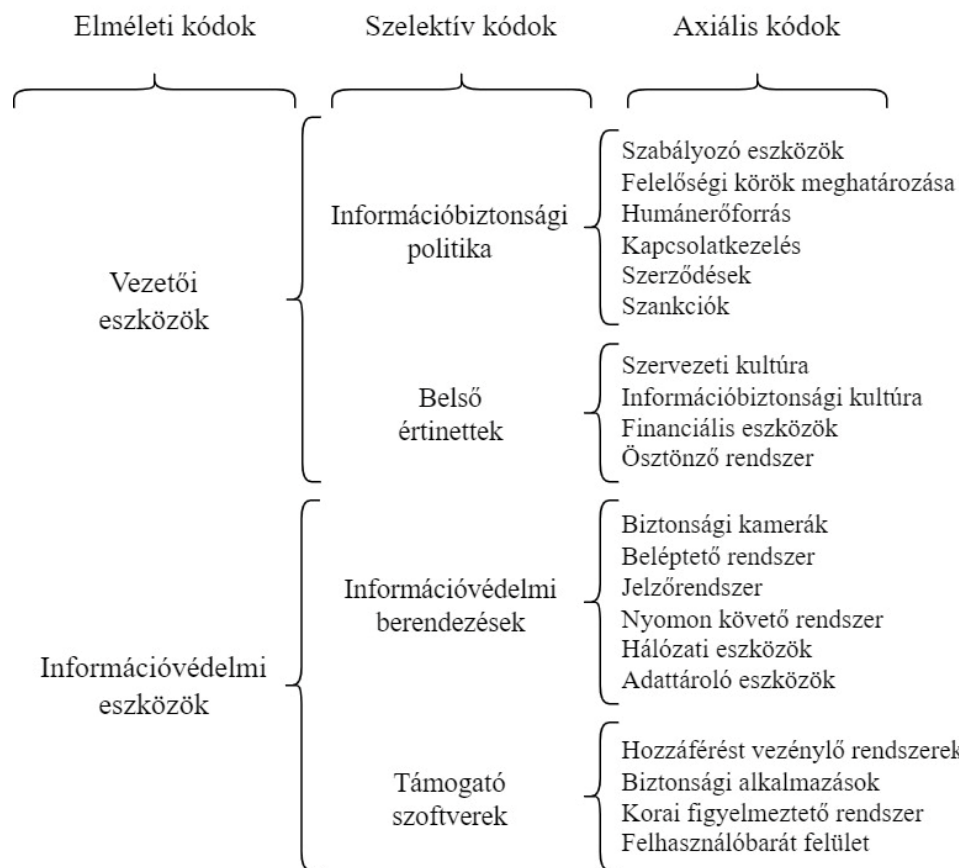 Elméleti kódok
Szelektív kódok
Axiális kódok
Vezetői
eszközök
Információbiztonsági
politika
Szabályozó eszközök
Felelőségi körök meghatározása
Humánerőforrás
Kapcsolatkezelés
Szerződések
Szankciók
Belső
értinettek
Szervezeti kultúra
Információbiztonsági kultúra
Financiális eszközök
Ösztönző rendszer
Információvédelmi
eszközök
Információvédelmi
berendezések
Biztonsági kamerák
Beléptető rendszer
Jelzőrendszer
Nyomon követő rendszer
Hálózati eszközök
Adattároló eszközök
Támogató
szoftverek
Hozzáférést vezénylő rendszerek
Biztonsági alkalmazások
Korai figyelmeztető rendszer
Felhasználóbarát felület